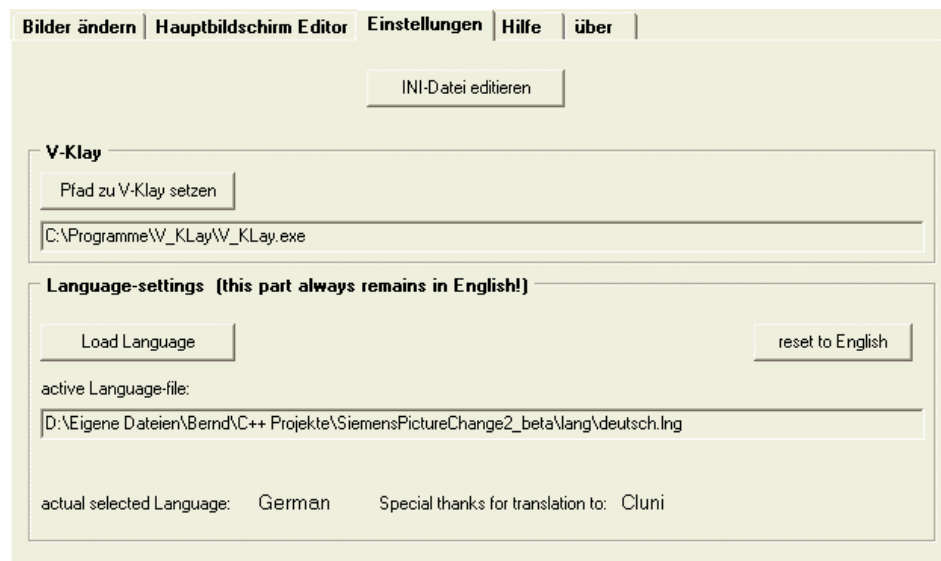 Bilder ändern Hauptbildschirm Editor Einstellungen Hilfe über
INI-Datei editieren
V-Klay
Pfad zu V-Klay setzen
C:\Programme\V_KLay\V_KLay.exe
Language-settings (this part always remains in English!)
Load Language reset to English
active Language-file:
D:\Eigene Dateien\Bernd\C++ Projekte\SiemensPictureChange2_beta\lang\deutsch.lng
actual selected Language: German Special thanks for translation to: Cluni